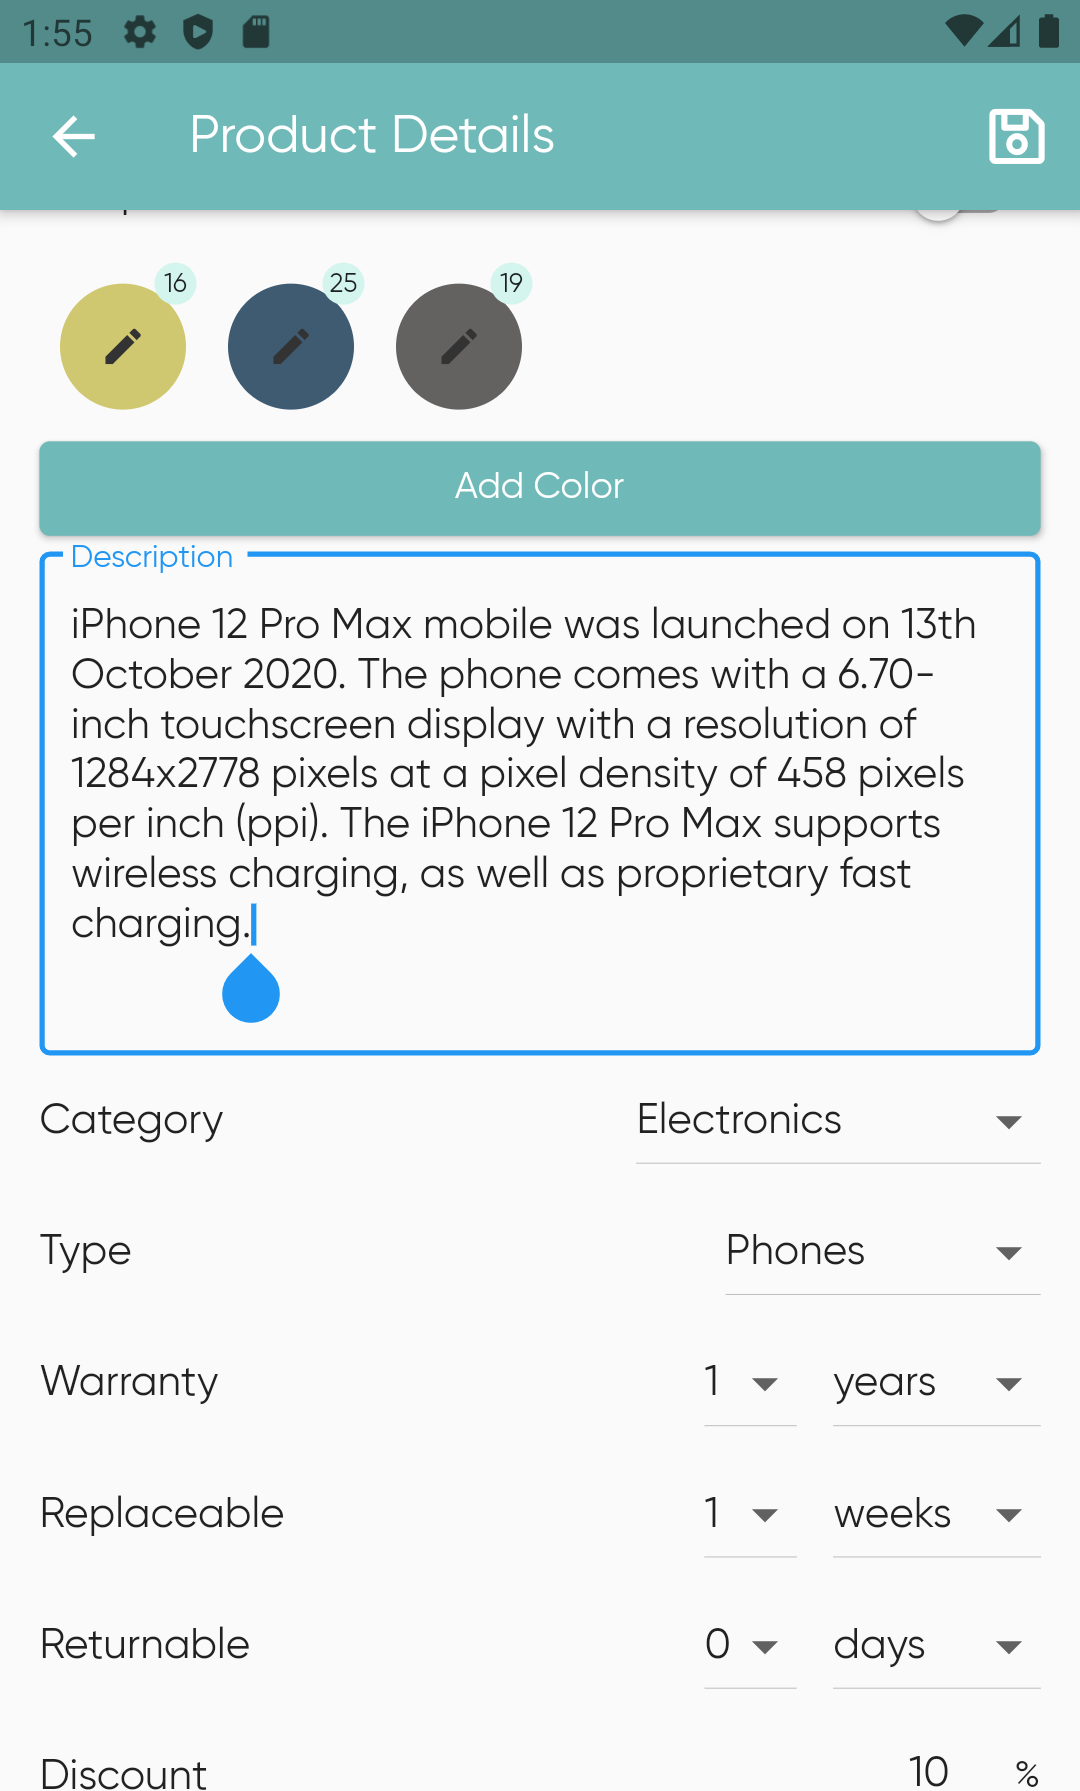 1:55
Product Details
16
25
19
Add Color
Description
iPhone 12 Pro Max mobile was launched on 13th
October 2020. The phone comes with a 6.70-
inch touchscreen display with a resolution of
1284x2778 pixels at a pixel density of 458 pixels
per inch (ppi). The iPhone 12 Pro Max supports
wireless charging, as well as proprietary fast
charging.
Category Electronics
Type Phones
Warranty 1 years
Replaceable 1 weeks
Returnable 0 days
Discount 10 %